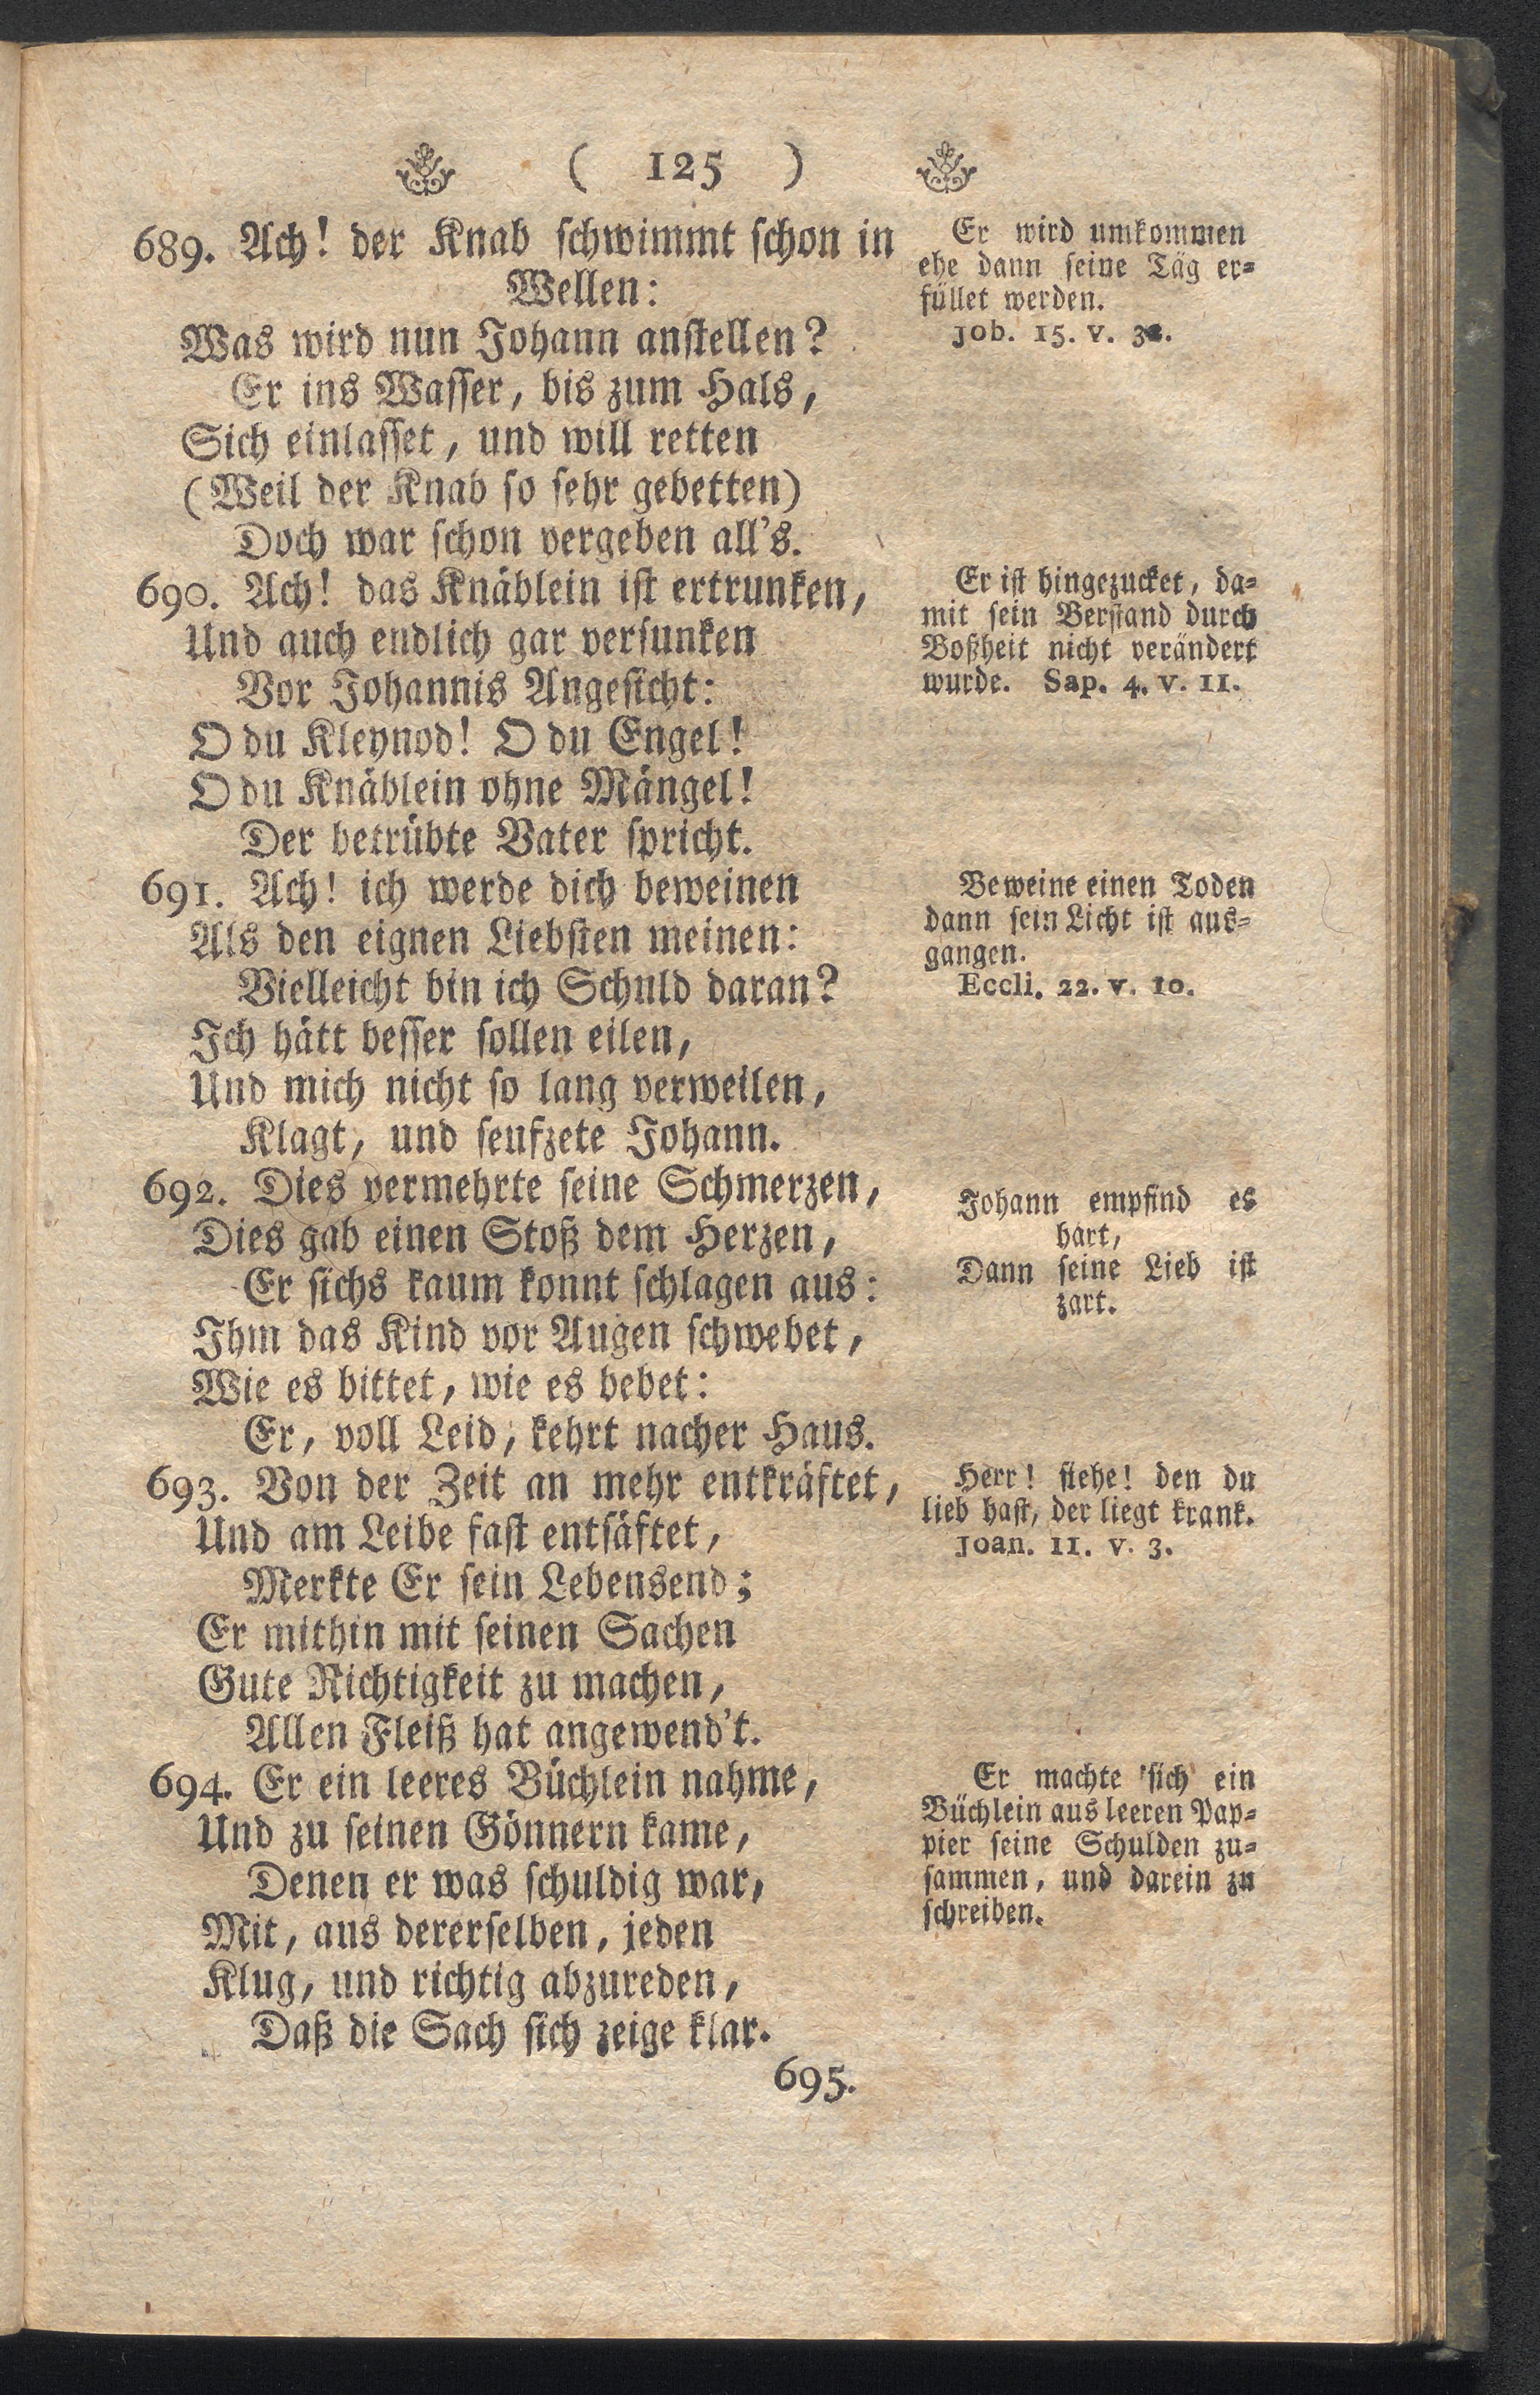 ( 125 )
689. Ach! der Knab schwimmt schon in
Wellen:
Was wird nun Johann anstellen?
Er ins Wasser, bis zum Hals,
Sich einlasset, und will retten
(Weil der Knab so sehr gebetten)
Doch war schon vergeben all's.
690. Ach! das Knäblein ist ertrunken,
Und auch endlich gar versunken
Vor Johannis Angesicht:
O du Kleynod! O du Engel!
O du Knäblein ohne Mängel!
Der betrübte Vater spricht.
691. Ach! ich werde dich beweinen
Als den eignen Liebsten meinen:
Vielleicht bin ich Schuld daran?
Ich hätt besser sollen eilen,
Und mich nicht so lang verweilen,
Klagt, und seufzete Johann.
692. Dies vermehrte seine Schmerzen,
Dies gab einen Stoß dem Herzen,
Er sichs kaum konnt schlagen aus:
Ihm das Kind vor Augen schwebet,
Wie es bittet, wie es bebet:
Er, voll Leid, kehrt nacher Haus.
693. Von der Zeit an mehr entkräftet,
Und am Leibe fast entsäftet,
Merkte Er sein Lebensend;
Er mithin mit seinen Sachen
Gute Richtigkeit zu machen,
Allen Fleiß hat angewend't.
694. Er ein leeres Büchlein nahme,
Und zu seinen Gönnern kame,
Denen er was schuldig war,
Mit, aus dererselben, jeden
Klug, und richtig abzureden,
Daß die Sach sich zeige klar.
695.
Er wird umkommen
ehe dann seine Täg er=
füllet werden.
Job. 15. v. 32.
Er ist hingezucket, da=
mit sein Verstand durch
Boßheit nicht verändert
wurde. Sap. 4. v. 11.
Beweine einen Toden
dann sein Licht ist aus=
gangen.
Eccli. 22. v. 10.
Johann empfind es
hart,
Dann seine Lieb ist
zart.
Herr! siehe! den du
lieb hast, der liegt krank.
Joan. 11. v. 3.
Er machte sich ein
Büchlein aus leeren Pap=
pier seine Schulden zu=
sammen, und darein zu
schreiben.